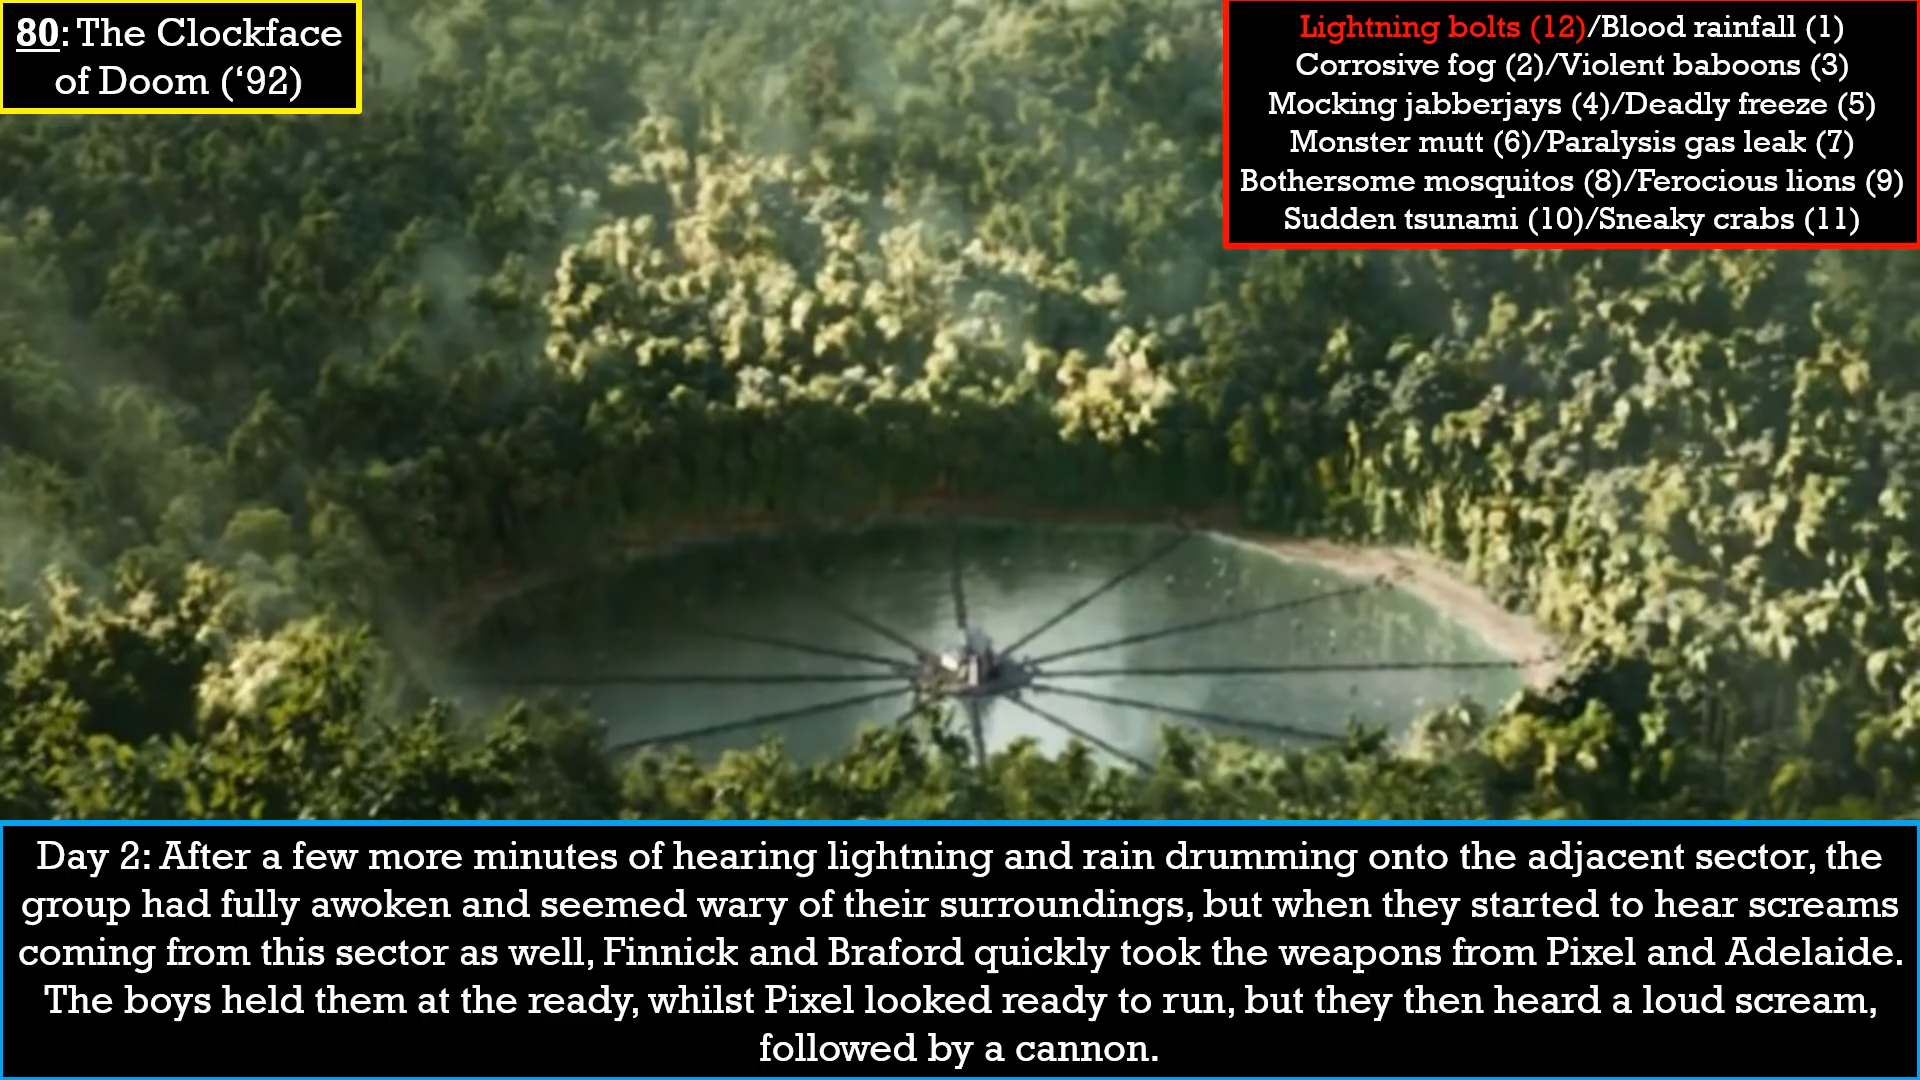 80: The Clockface
of Doom (‘92)
Lightning bolts (12)/Blood rainfall (1)
Corrosive fog (2)/Violent baboons (3)
Mocking jabberjays (4)/Deadly freeze (5)
Monster mutt (6)/Paralysis gas leak (7)
Bothersome mosquitos (8)/Ferocious lions (9)
Sudden tsunami (10)/Sneaky crabs (11)
Day 2: After a few more minutes of hearing lightning and rain drumming onto the adjacent sector, the
group had fully awoken and seemed wary of their surroundings, but when they started to hear screams
coming from this sector as well, Finnick and Braford quickly took the weapons from Pixel and Adelaide.
The boys held them at the ready, whilst Pixel looked ready to run, but they then heard a loud scream,
followed by a cannon.